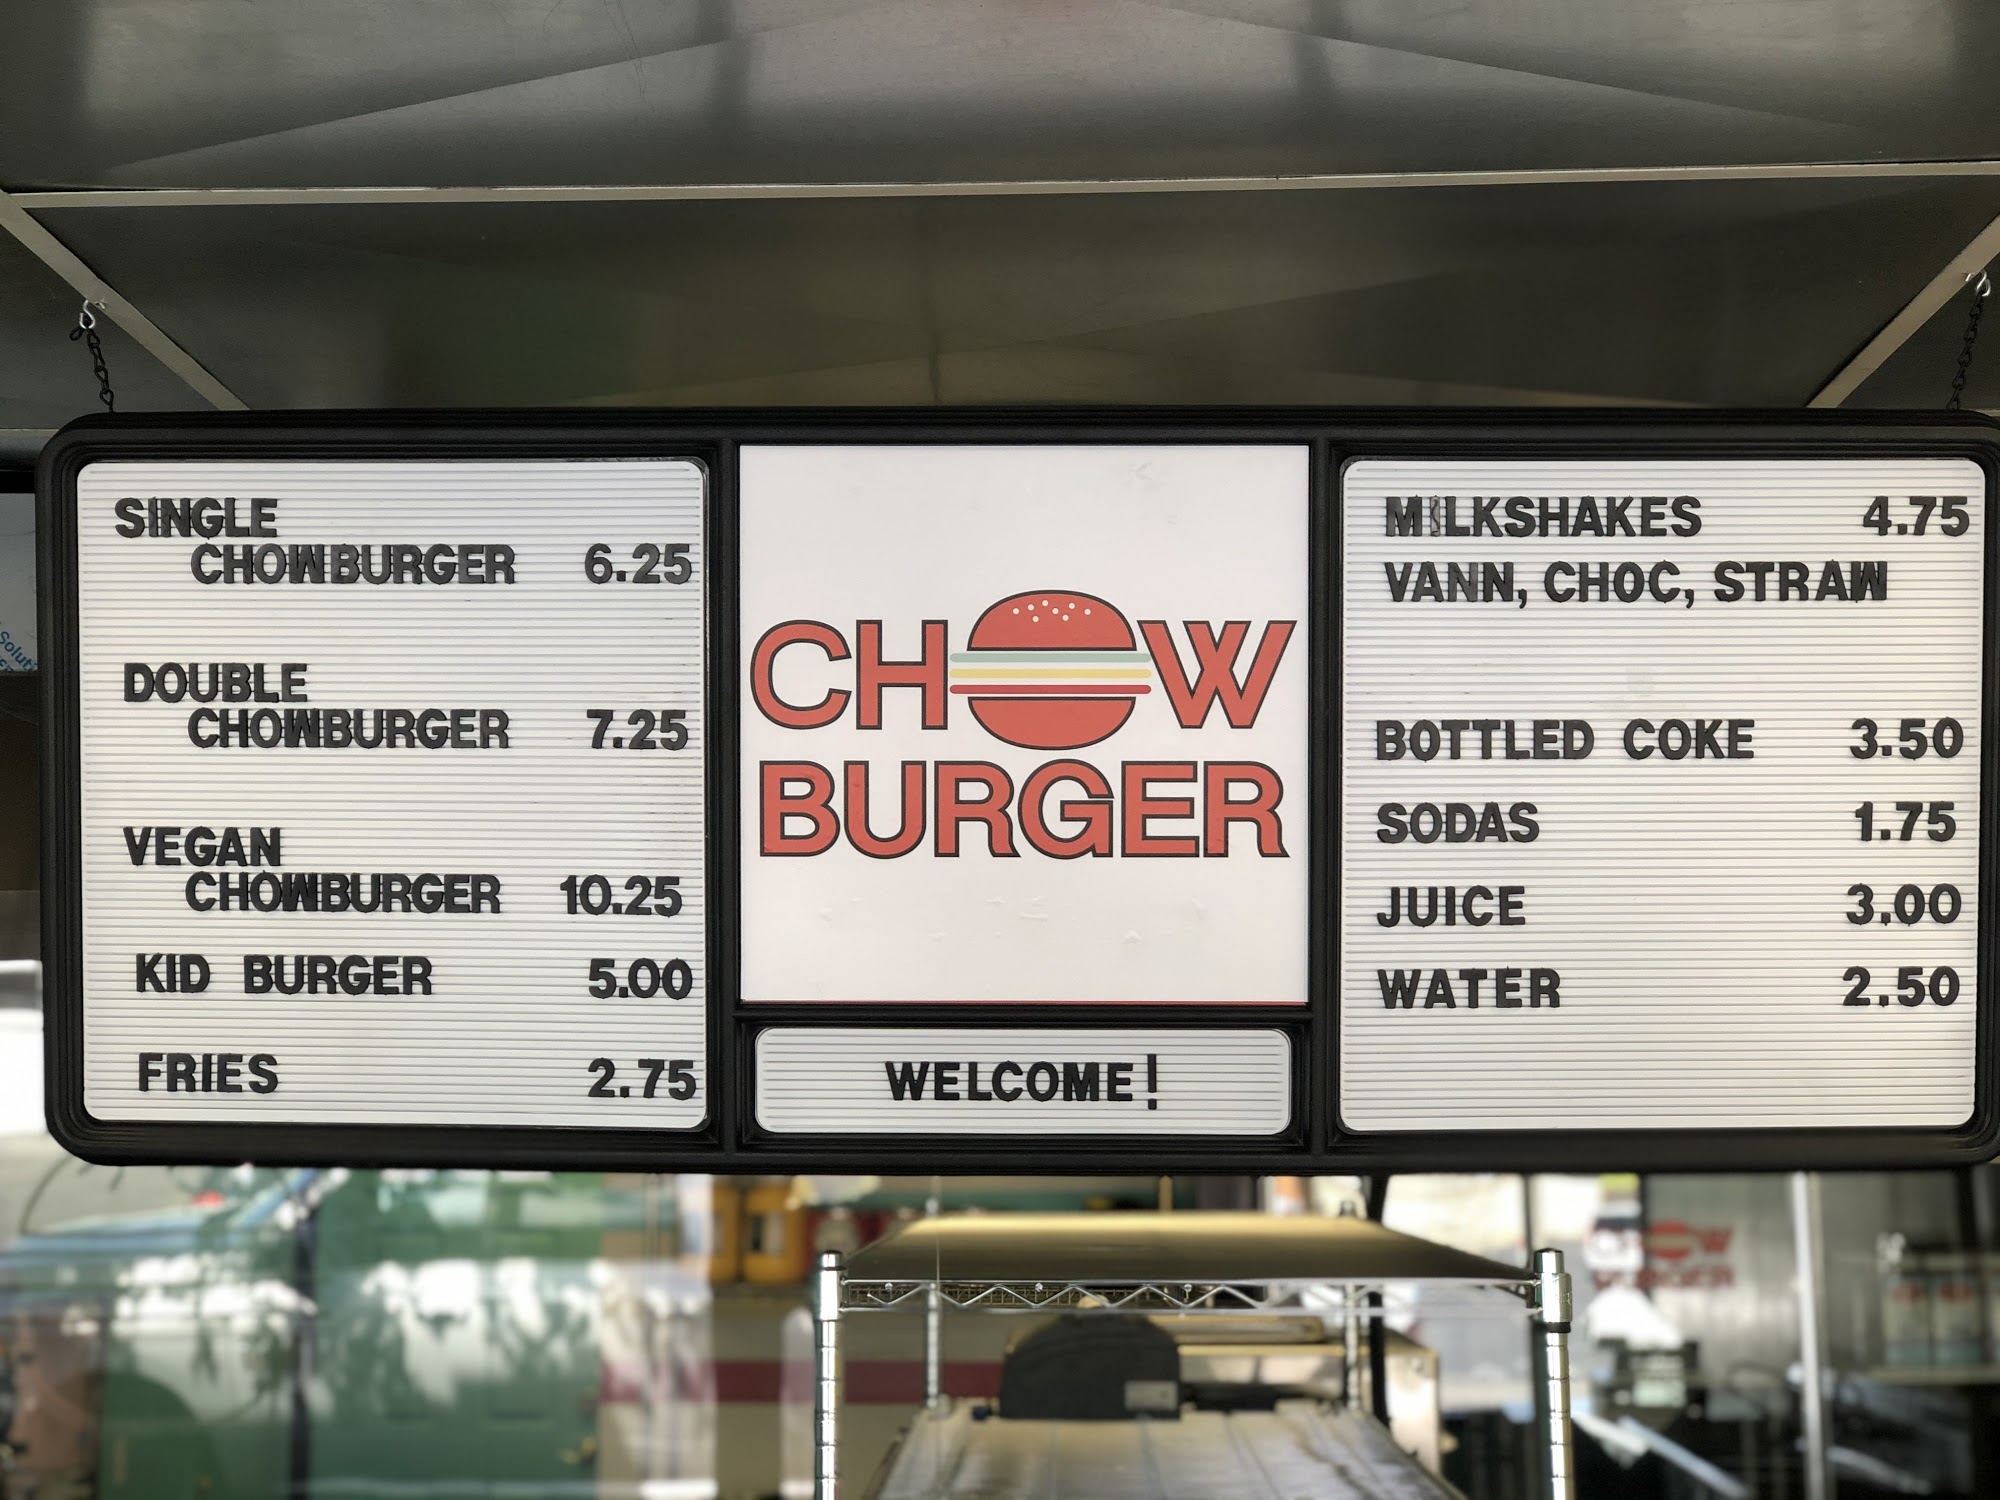 SINGLE
CHOWBURGER 6.25
DOUBLE
CHOWBURGER 7.25
VEGAN
CHOWBURGER 10.25
KID BURGER 5.00
FRIES 2.75
CHOW
BURGER
WELCOME!
MILKSHAKES 4.75
VANN, CHOC, STRAW
BOTTLED COKE 3.50
SODAS 1.75
JUICE 3.00
WATER 2.50
CHOW
BURGER